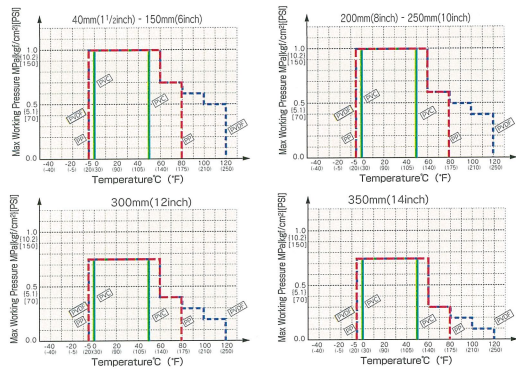 40mm(1½inch) - 150mm(6inch)
Max Working Pressure MPa[kgf/cm²][PSI]
1.0
[10.2]
[150]
0.5
[5.1]
[70]
0.0
PVDF
PP
PVC
PVC
PP
PVDF
-40 -20 -5 0 20 40 60 80 100 120
(-40) (-5) (20)(30) (90) (105) (140) (175) (210) (250)
Temperature℃ (°F)
200mm(8inch) - 250mm(10inch)
Max Working Pressure MPa[kgf/cm²][PSI]
1.0
[10.2]
[150]
0.5
[5.1]
[70]
0.0
PVDF
PP
PVC
PVC
PP
PVDF
-40 -20 -5 0 20 40 60 80 100 120
(-40) (-5) (20)(30) (90) (105) (140) (175) (210) (250)
Temperature℃ (°F)
300mm(12inch)
Max Working Pressure MPa[kgf/cm²][PSI]
1.0
[10.2]
[150]
0.5
[5.1]
[70]
0.0
PVDF
PP
PVC
PVC
PP
PVDF
-40 -20 -5 0 20 40 60 80 100 120
(-40) (-5) (20)(30) (90) (105) (140) (175) (210) (250)
Temperature℃ (°F)
350mm(14inch)
Max Working Pressure MPa[kgf/cm²][PSI]
1.0
[10.2]
[150]
0.5
[5.1]
[70]
0.0
PVDF
PP
PVC
PVC
PP
PVDF
-40 -20 -5 0 20 40 60 80 100 120
(-40) (-5) (20)(30) (90) (105) (140) (175) (210) (250)
Temperature℃ (°F)